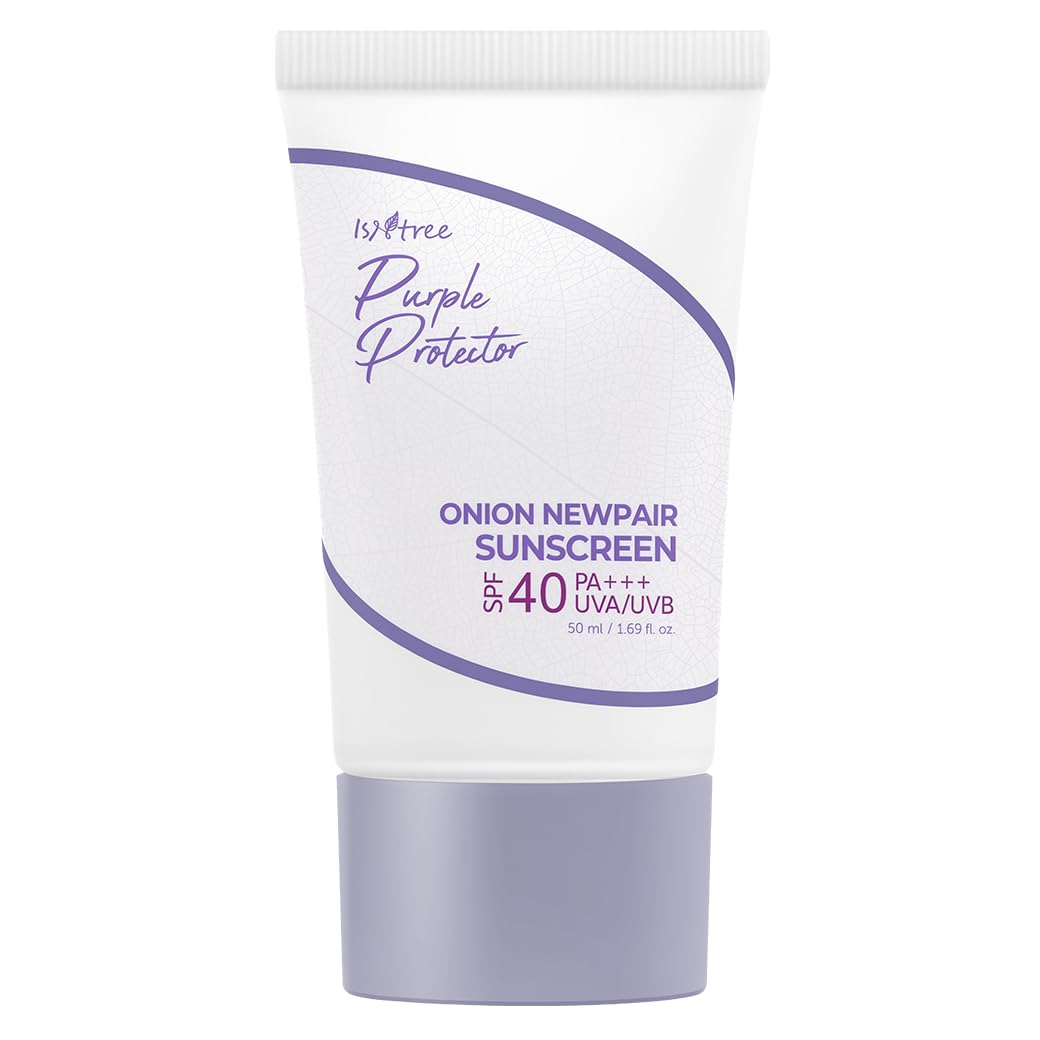 IsNtree
Purple
Protector
ONION NEWPAIR
SUNSCREEN
SPF 40 PA+++
UVA/UVB
50 ml / 1.69 fl. oz.